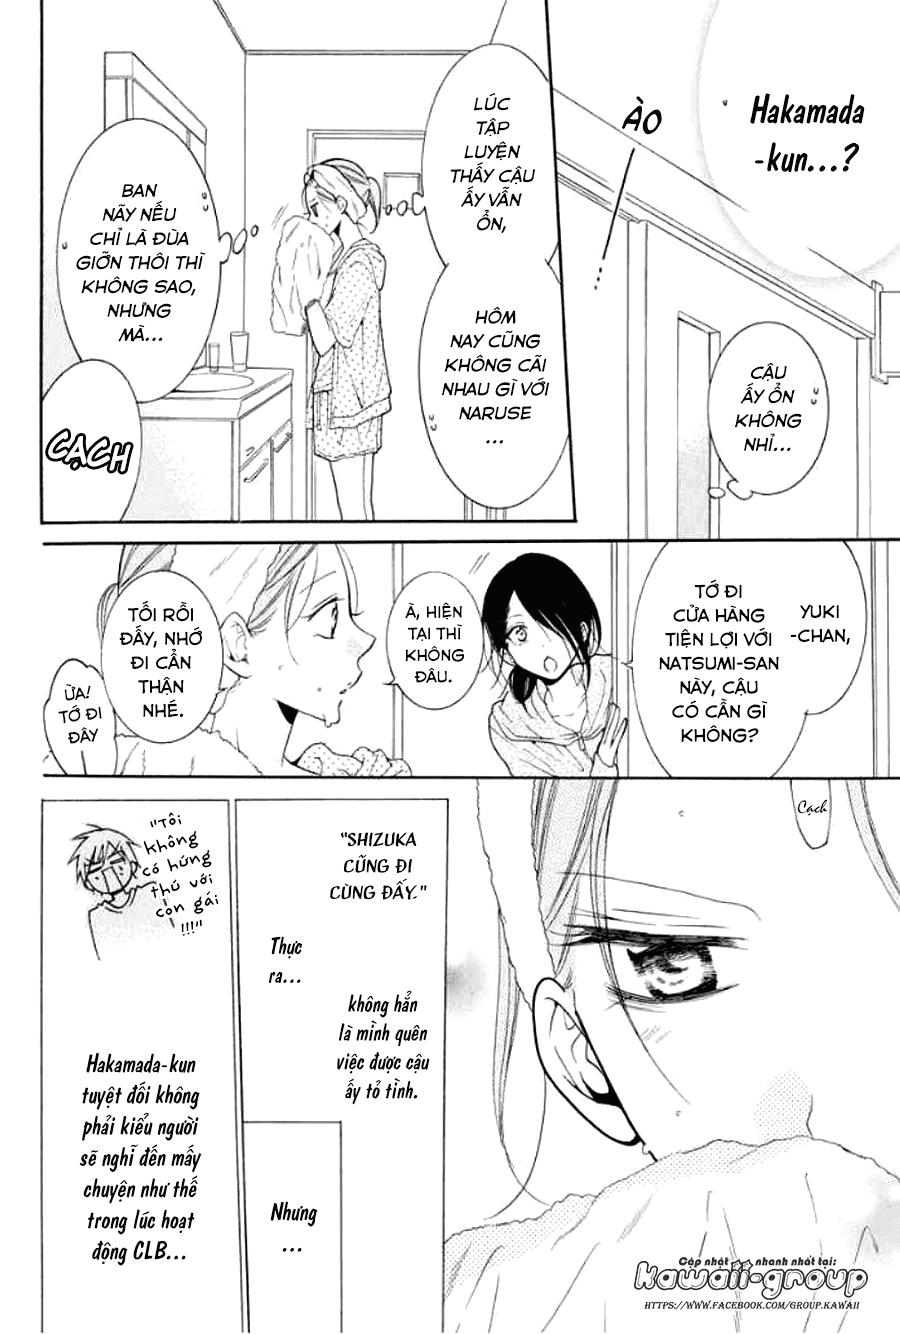 Hakamada
-kun...?
ÀO
...
CẬU
ẤY ỔN
KHÔNG
NHỈ...
LÚC
TẬP
LUYỆN
THẤY CẬU
ẤY VẪN
ỔN,
HÔM
NAY CŨNG
KHÔNG CÃI
NHAU GÌ VỚI
NARUSE
...
BAN
NÃY NẾU
CHỈ LÀ ĐÙA
GIỠN THÔI THÌ
KHÔNG SAO,
NHƯNG
MÀ...
CẠCH
YUKI
-CHAN,
TỚ ĐI
CỬA HÀNG
TIỆN LỢI VỚI
NATSUMI-SAN
NÀY, CẬU
CÓ CẦN GÌ
KHÔNG?
À, HIỆN
TẠI THÌ
KHÔNG
ĐÂU.
TỐI RỒI
ĐẤY, NHỚ
ĐI CẨN
THẬN
NHÉ.
ỪA!
TỚ ĐI
ĐÂY
Cạch
"SHIZUKA
CŨNG ĐI
CÙNG ĐẤY."
Thực
ra...
không hẳn
là mình quên
việc được cậu
ấy tỏ tình.
Nhưng
...
"Tôi
không
có hứng
thú với
con gái
!!!"
Hakamada-kun
tuyệt đối không
phải kiểu người
sẽ nghĩ đến mấy
chuyện như thế
trong lúc hoạt
động CLB...
Cập nhật nhanh nhất tại:
kawaii-group
HTTPS://WWW.FACEBOOK.COM/GROUP.KAWAII